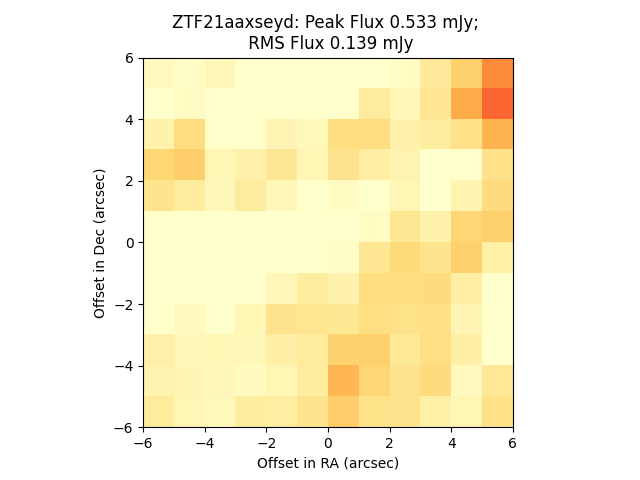 ZTF21aaxseyd: Peak Flux 0.533 mJy;
RMS Flux 0.139 mJy
6
4
2
0
−2
−4
−6
Offset in Dec (arcsec)
−6 −4 −2 0 2 4 6
Offset in RA (arcsec)